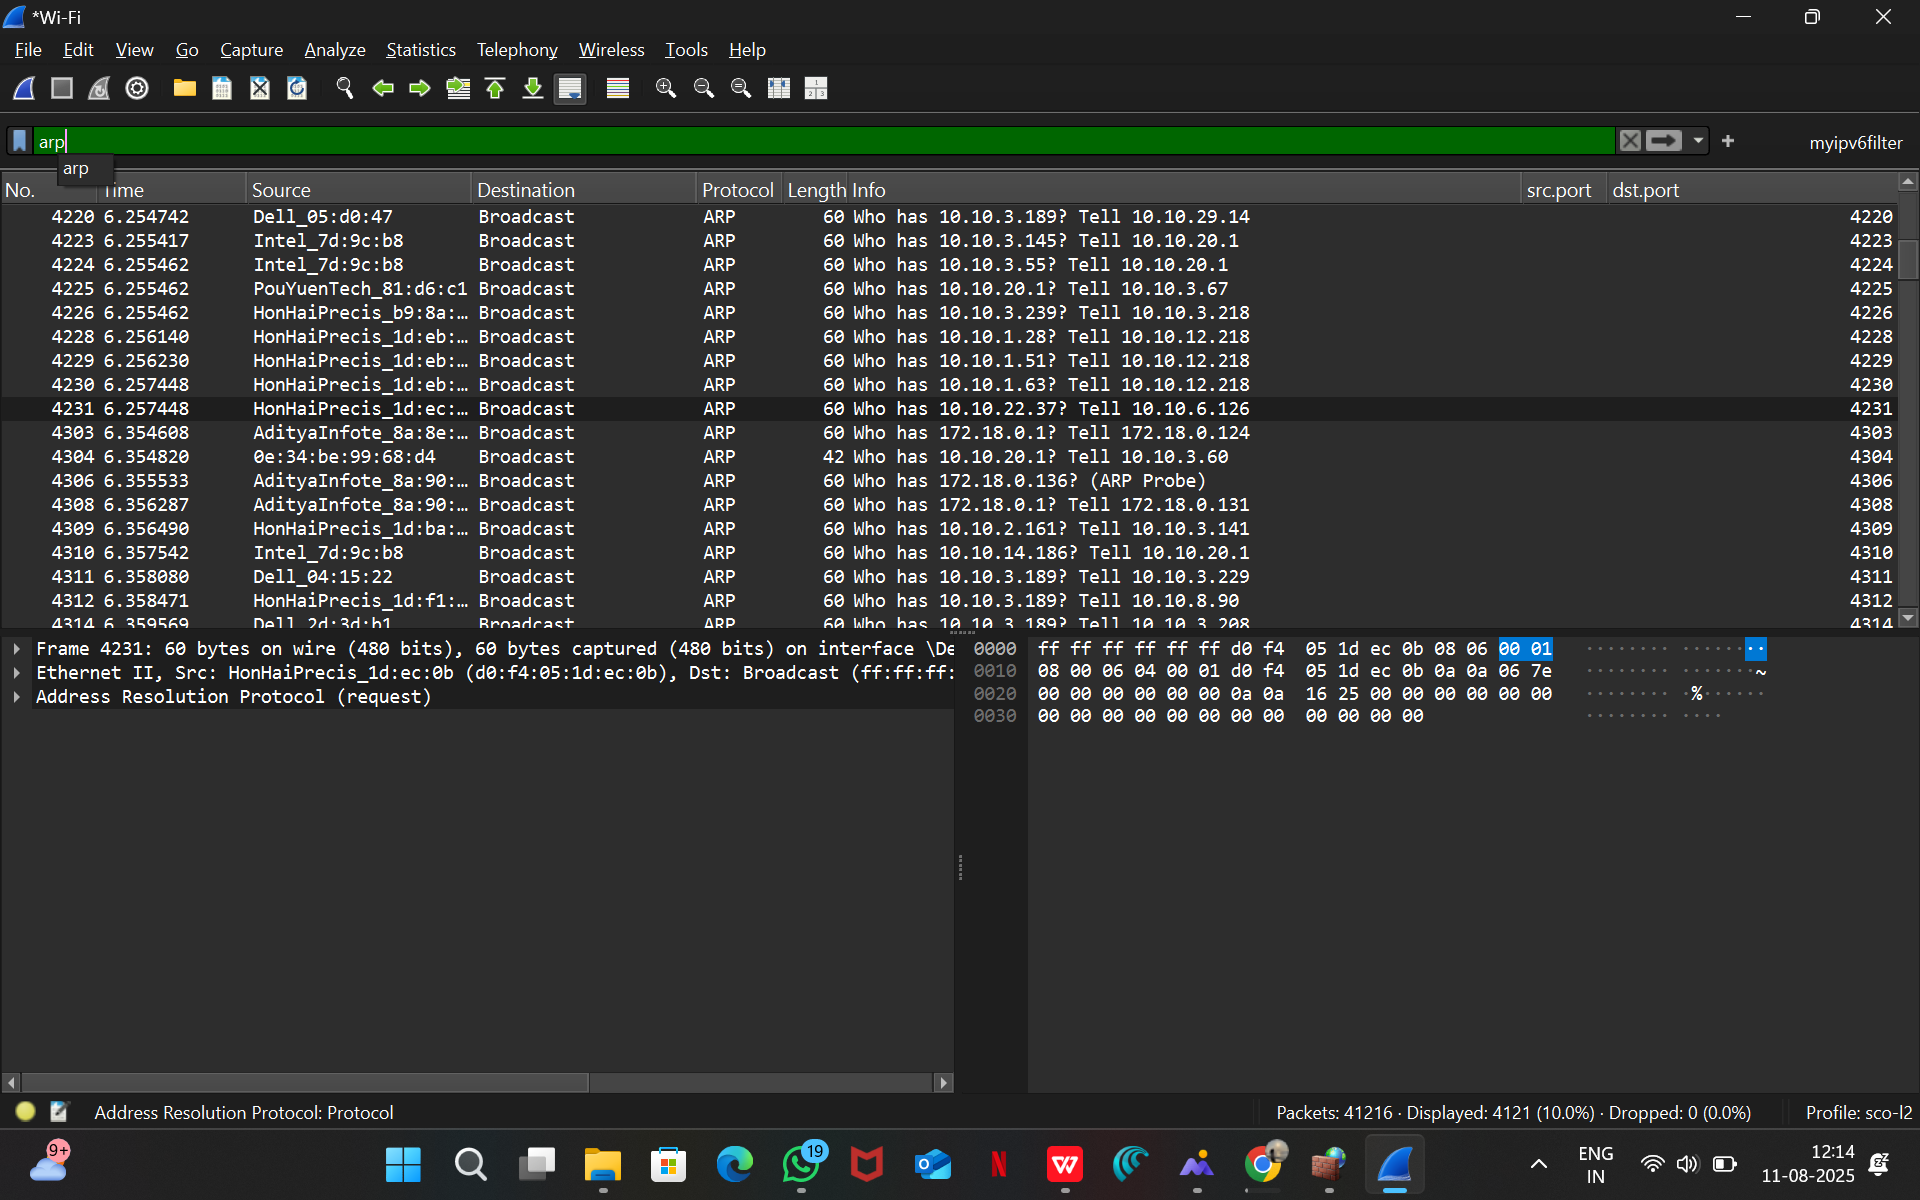 *Wi-Fi
File Edit View Go Capture Analyze Statistics Telephony Wireless Tools Help
arp
myipv6filter
arp
No. Time Source Destination Protocol Length Info src.port dst.port
4220 6.254742 Dell_05:d0:47 Broadcast ARP 60 Who has 10.10.3.189? Tell 10.10.29.14 4220
4223 6.255417 Intel_7d:9c:b8 Broadcast ARP 60 Who has 10.10.3.145? Tell 10.10.20.1 4223
4224 6.255462 Intel_7d:9c:b8 Broadcast ARP 60 Who has 10.10.3.55? Tell 10.10.20.1 4224
4225 6.255462 PouYuenTech_81:d6:c1 Broadcast ARP 60 Who has 10.10.20.1? Tell 10.10.3.67 4225
4226 6.255462 HonHaiPrecis_b9:8a:… Broadcast ARP 60 Who has 10.10.3.239? Tell 10.10.3.218 4226
4228 6.256140 HonHaiPrecis_1d:eb:… Broadcast ARP 60 Who has 10.10.1.28? Tell 10.10.12.218 4228
4229 6.256230 HonHaiPrecis_1d:eb:… Broadcast ARP 60 Who has 10.10.1.51? Tell 10.10.12.218 4229
4230 6.257448 HonHaiPrecis_1d:eb:… Broadcast ARP 60 Who has 10.10.1.63? Tell 10.10.12.218 4230
4231 6.257448 HonHaiPrecis_1d:ec:… Broadcast ARP 60 Who has 10.10.22.37? Tell 10.10.6.126 4231
4303 6.354608 AdityaInfote_8a:8e:… Broadcast ARP 60 Who has 172.18.0.1? Tell 172.18.0.124 4303
4304 6.354820 0e:34:be:99:68:d4 Broadcast ARP 42 Who has 10.10.20.1? Tell 10.10.3.60 4304
4306 6.355533 AdityaInfote_8a:90:… Broadcast ARP 60 Who has 172.18.0.136? (ARP Probe) 4306
4308 6.356287 AdityaInfote_8a:90:… Broadcast ARP 60 Who has 172.18.0.1? Tell 172.18.0.131 4308
4309 6.356490 HonHaiPrecis_1d:ba:… Broadcast ARP 60 Who has 10.10.2.161? Tell 10.10.3.141 4309
4310 6.357542 Intel_7d:9c:b8 Broadcast ARP 60 Who has 10.10.14.186? Tell 10.10.20.1 4310
4311 6.358080 Dell_04:15:22 Broadcast ARP 60 Who has 10.10.3.189? Tell 10.10.3.229 4311
4312 6.358471 HonHaiPrecis_1d:f1:… Broadcast ARP 60 Who has 10.10.3.189? Tell 10.10.8.90 4312
4314 6.359569 Dell_2d:3d:b1 Broadcast ARP 60 Who has 10.10.3.189? Tell 10.10.3.208 4314
Frame 4231: 60 bytes on wire (480 bits), 60 bytes captured (480 bits) on interface \De
Ethernet II, Src: HonHaiPrecis_1d:ec:0b (d0:f4:05:1d:ec:0b), Dst: Broadcast (ff:ff:ff:
Address Resolution Protocol (request)
0000 ff ff ff ff ff ff d0 f4 05 1d ec 0b 08 06 00 01 ········ ········
0010 08 00 06 04 00 01 d0 f4 05 1d ec 0b 0a 0a 06 7e ········ ·······~
0020 00 00 00 00 00 00 0a 0a 16 25 00 00 00 00 00 00 ········ ·%······
0030 00 00 00 00 00 00 00 00 00 00 00 00 ········ ····
Address Resolution Protocol: Protocol
Packets: 41216 · Displayed: 4121 (10.0%) · Dropped: 0 (0.0%)
Profile: sco-l2
9+
19
ENG
IN
12:14
11-08-2025